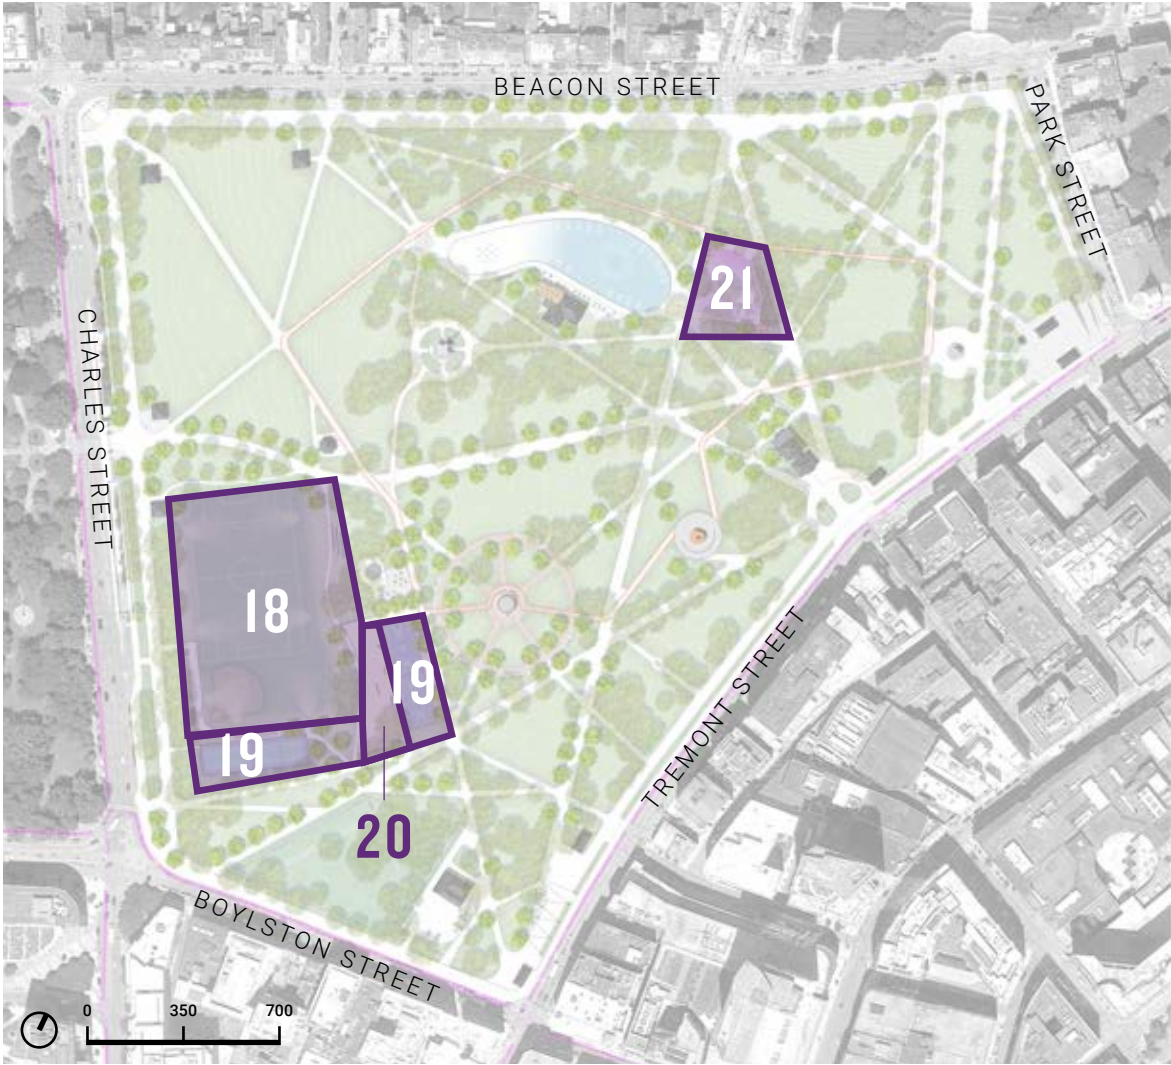 BEACON STREET
PARK STREET
21
CHARLES STREET
18
19
19
TREMONT STREET
20
BOYLSTON STREET
0 350 700